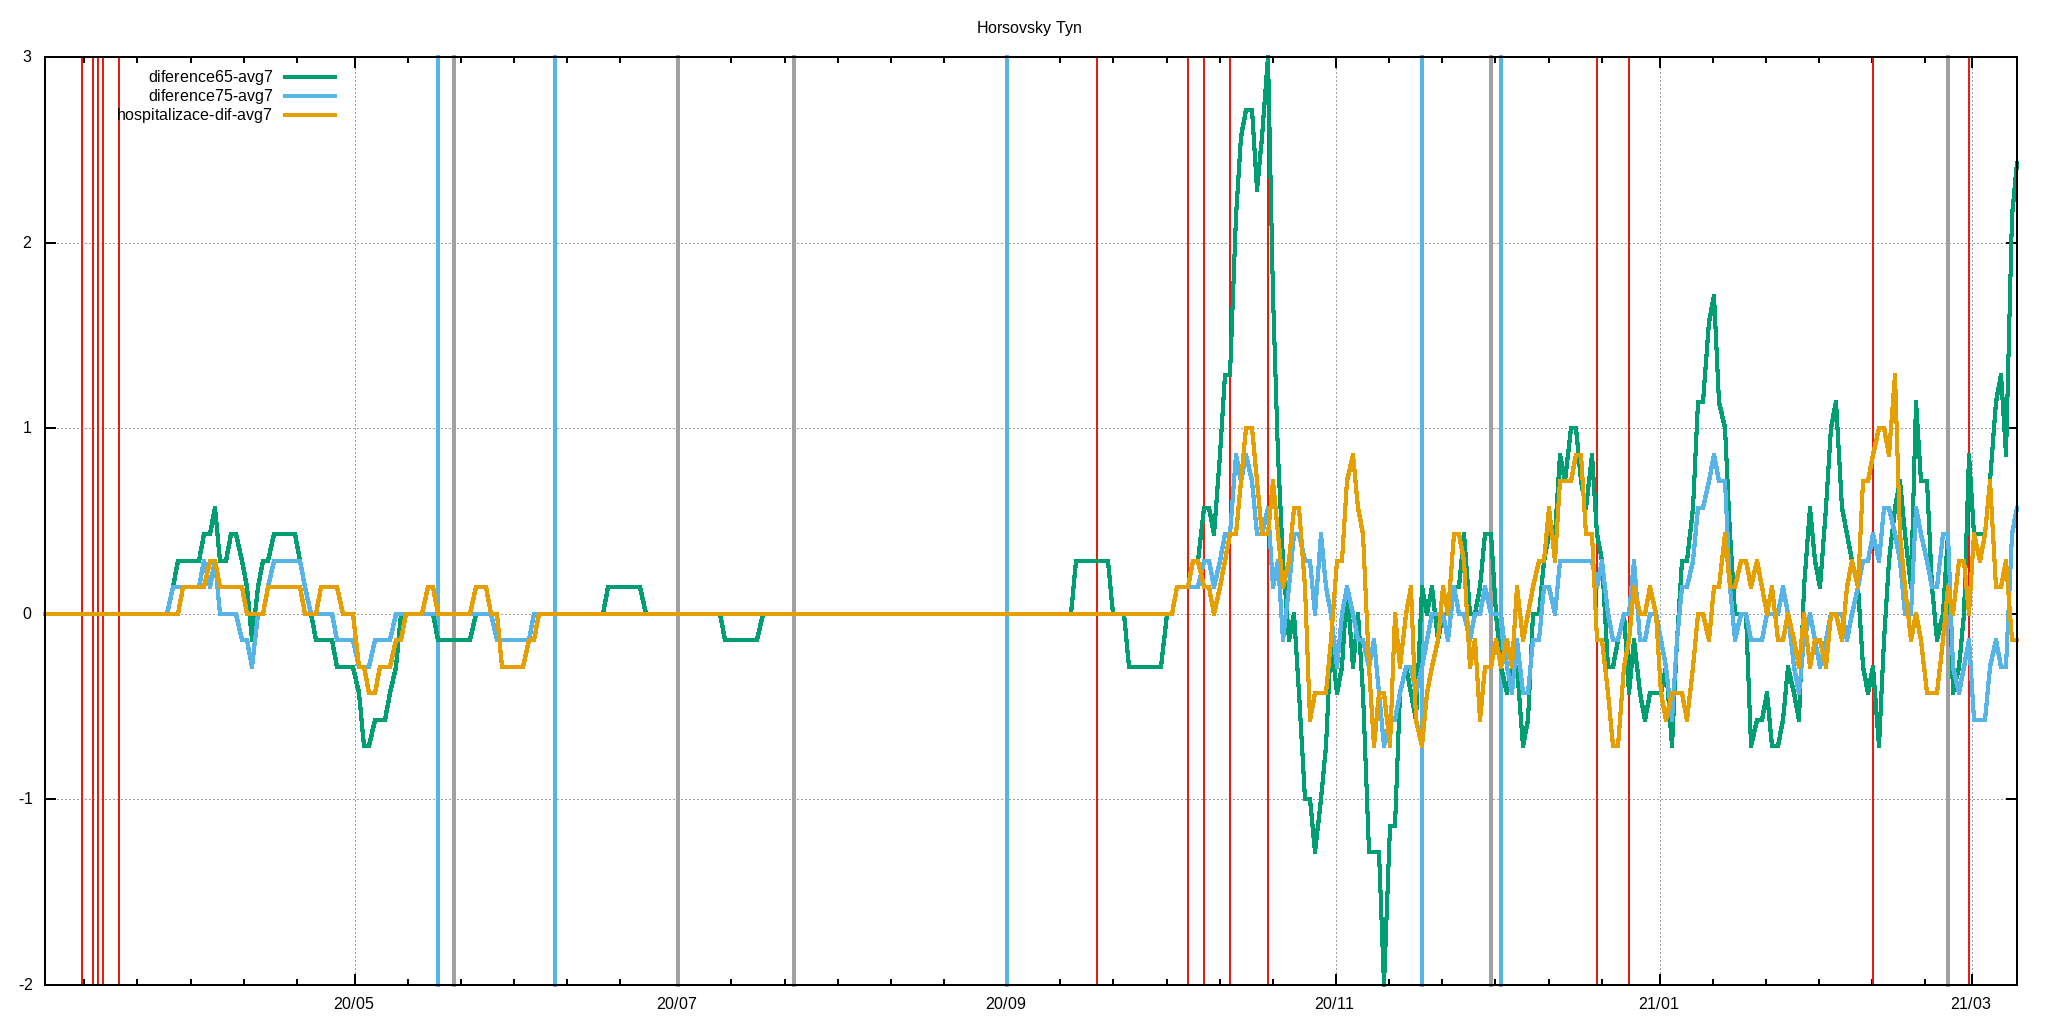 Horsovsky Tyn
3
diference65-avg7
diference75-avg7
hospitalizace-dif-avg7
2
1
0
-1
-2
20/05 20/07 20/09 20/11 21/01 21/03